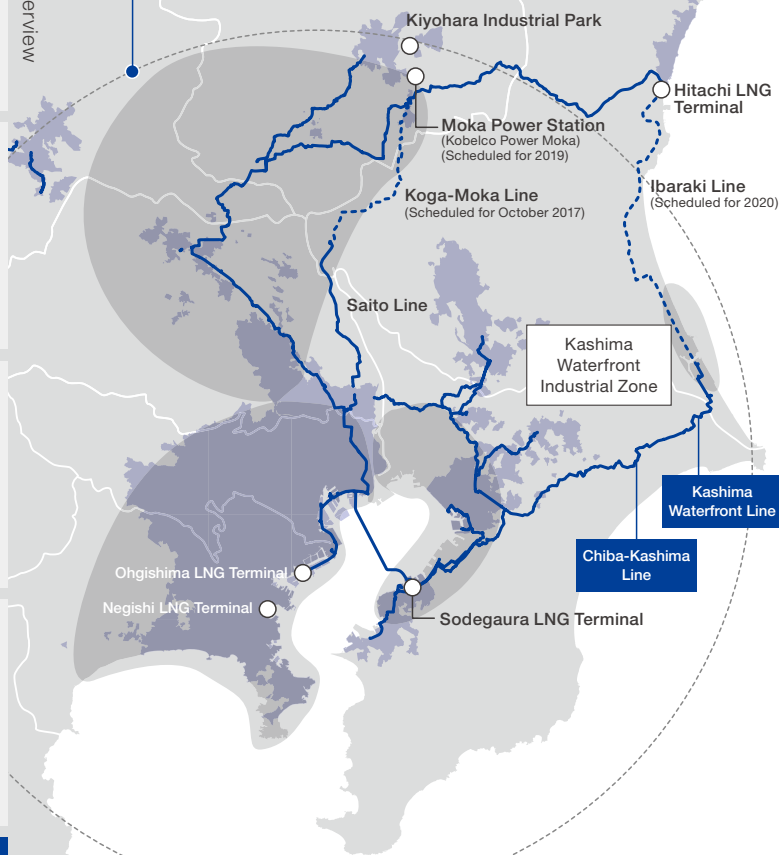 erview
Kiyohara Industrial Park
Hitachi LNG
Terminal
Moka Power Station
(Kobelco Power Moka)
(Scheduled for 2019)
Koga-Moka Line
(Scheduled for October 2017)
Ibaraki Line
(Scheduled for 2020)
Saito Line
Kashima
Waterfront
Industrial Zone
Kashima
Waterfront Line
Chiba-Kashima
Line
Ohgishima LNG Terminal
Negishi LNG Terminal
Sodegaura LNG Terminal